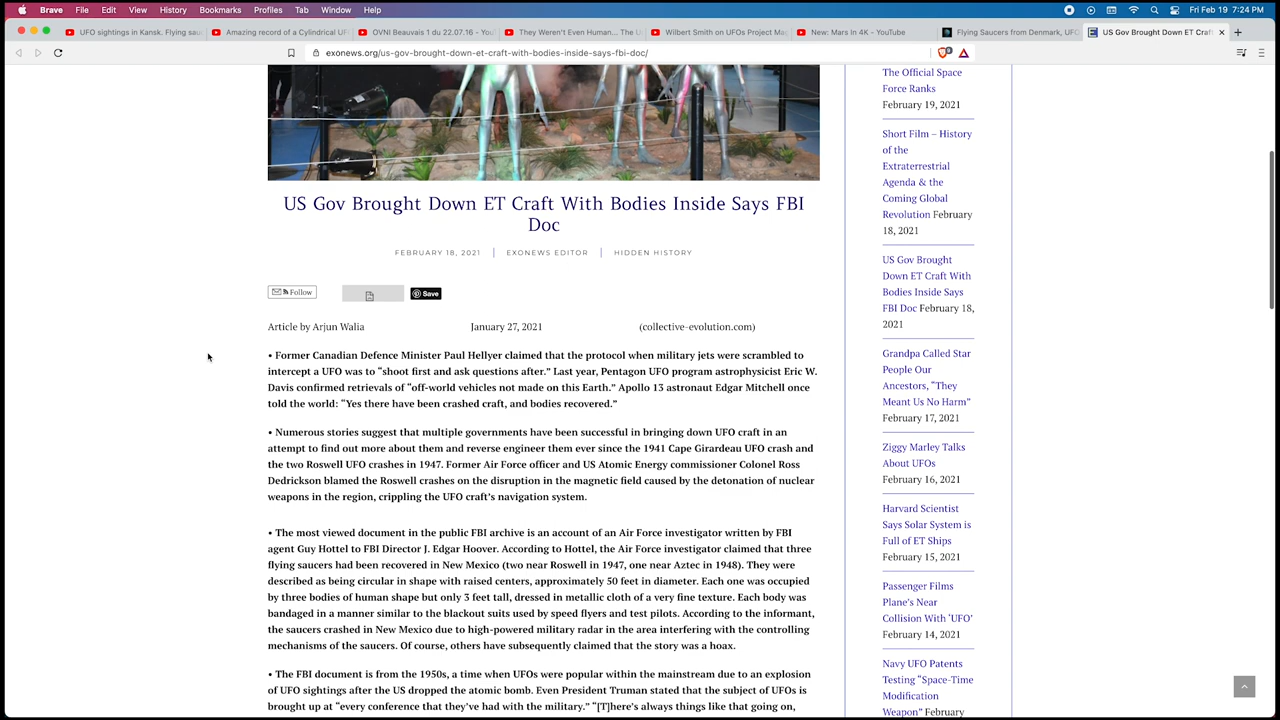 Brave File Edit View History Bookmarks Profiles Tab Window Help Fri Feb 19 7:24 PM
UFO sightings in Kansk. Flying sau Amazing record of a Cylindrical UF OVNI Beauvais 1 du 22.07.16 - You They Weren't Even Human... The U Wilbert Smith on UFOs Project Mag New: Mars In 4K - YouTube Flying Saucers from Denmark, UFO US Gov Brought Down ET Craft
exonews.org/us-gov-brought-down-et-craft-with-bodies-inside-says-fbi-doc/
US Gov Brought Down ET Craft With Bodies Inside Says FBI
Doc
FEBRUARY 18, 2021 | EXONEWS EDITOR | HIDDEN HISTORY
Follow Save
Article by Arjun Walia January 27, 2021 (collective-evolution.com)
• Former Canadian Defence Minister Paul Hellyer claimed that the protocol when military jets were scrambled to
intercept a UFO was to “shoot first and ask questions after.” Last year, Pentagon UFO program astrophysicist Eric W.
Davis confirmed retrievals of “off-world vehicles not made on this Earth.” Apollo 13 astronaut Edgar Mitchell once
told the world: “Yes there have been crashed craft, and bodies recovered.”
• Numerous stories suggest that multiple governments have been successful in bringing down UFO craft in an
attempt to find out more about them and reverse engineer them ever since the 1941 Cape Girardeau UFO crash and
the two Roswell UFO crashes in 1947. Former Air Force officer and US Atomic Energy commissioner Colonel Ross
Dedrickson blamed the Roswell crashes on the disruption in the magnetic field caused by the detonation of nuclear
weapons in the region, crippling the UFO craft’s navigation system.
• The most viewed document in the public FBI archive is an account of an Air Force investigator written by FBI
agent Guy Hottel to FBI Director J. Edgar Hoover. According to Hottel, the Air Force investigator claimed that three
flying saucers had been recovered in New Mexico (two near Roswell in 1947, one near Aztec in 1948). They were
described as being circular in shape with raised centers, approximately 50 feet in diameter. Each one was occupied
by three bodies of human shape but only 3 feet tall, dressed in metallic cloth of a very fine texture. Each body was
bandaged in a manner similar to the blackout suits used by speed flyers and test pilots. According to the informant,
the saucers crashed in New Mexico due to high-powered military radar in the area interfering with the controlling
mechanisms of the saucers. Of course, others have subsequently claimed that the story was a hoax.
• The FBI document is from the 1950s, a time when UFOs were popular within the mainstream due to an explosion
of UFO sightings after the US dropped the atomic bomb. Even President Truman stated that the subject of UFOs is
brought up at “every conference that they’ve had with the military.” “[T]here’s always things like that going on,
The Official Space
Force Ranks
February 19, 2021
Short Film – History
of the
Extraterrestrial
Agenda & the
Coming Global
Revolution February
18, 2021
US Gov Brought
Down ET Craft With
Bodies Inside Says
FBI Doc February 18,
2021
Grandpa Called Star
People Our
Ancestors, “They
Meant Us No Harm”
February 17, 2021
Ziggy Marley Talks
About UFOs
February 16, 2021
Harvard Scientist
Says Solar System is
Full of ET Ships
February 15, 2021
Passenger Films
Plane’s Near
Collision With ‘UFO’
February 14, 2021
Navy UFO Patents
Testing “Space-Time
Modification
Weapon” February